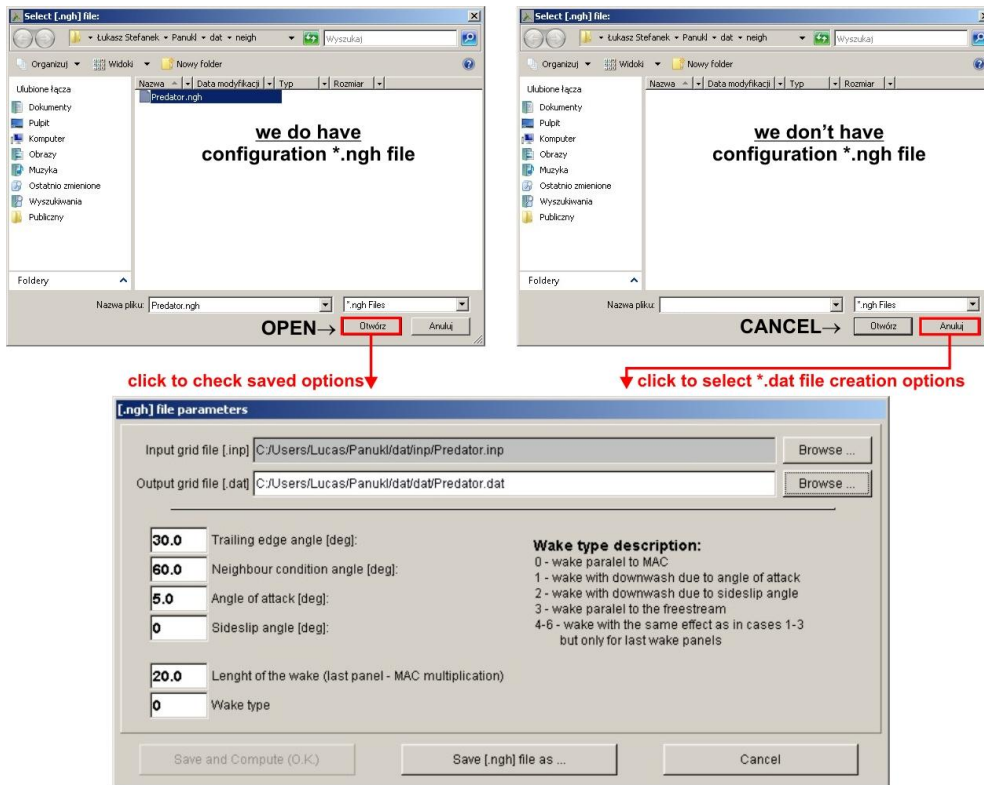 Select [.ngh] file:
Łukasz Stefanek Panukl dat neigh Wyszukaj
Organizuj Widoki Nowy folder
Ulubione łącza
Dokumenty
Pulpit
Komputer
Obrazy
Muzyka
Ostatnio zmienione
Wyszukiwania
Publiczny
Foldery
Nazwa Data modyfikacji Typ Rozmiar
Predator.ngh
we do have
configuration *.ngh file
Nazwa pliku: Predator.ngh *.ngh Files
OPEN→ Otwórz Anuluj
Select [.ngh] file:
Łukasz Stefanek Panukl dat neigh Wyszukaj
Organizuj Widoki Nowy folder
Ulubione łącza
Dokumenty
Pulpit
Komputer
Obrazy
Muzyka
Ostatnio zmienione
Wyszukiwania
Publiczny
Foldery
Nazwa Data modyfikacji Typ Rozmiar
we don't have
configuration *.ngh file
Nazwa pliku: *.ngh Files
CANCEL→ Otwórz Anuluj
click to check saved options
click to select *.dat file creation options
[.ngh] file parameters
Input grid file [.inp] C:/Users/Lucas/Panukl/dat/inp/Predator.inp Browse ...
Output grid file [.dat] C:/Users/Lucas/Panukl/dat/dat/Predator.dat Browse ...
30.0 Trailing edge angle [deg]:
60.0 Neighbour condition angle [deg]:
5.0 Angle of attack [deg]:
0 Sideslip angle [deg]:
20.0 Lenght of the wake (last panel - MAC multiplication)
0 Wake type
Wake type description:
0 - wake paralel to MAC
1 - wake with downwash due to angle of attack
2 - wake with downwash due to sideslip angle
3 - wake paralel to the freestream
4-6 - wake with the same effect as in cases 1-3
but only for last wake panels
Save and Compute (O.K.) Save [.ngh] file as ... Cancel